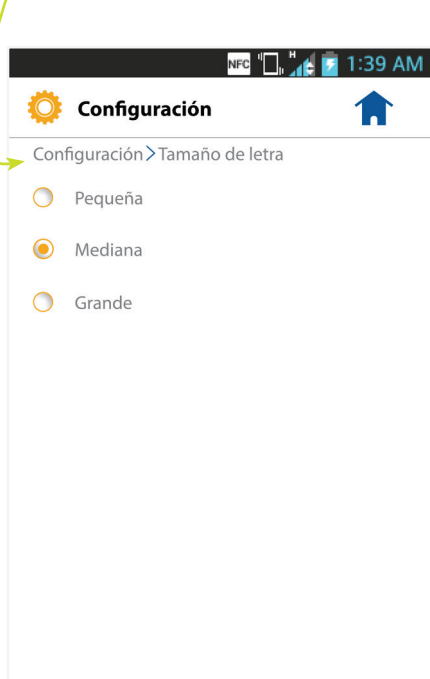 NFC H 1:39 AM
Configuración
Configuración>Tamaño de letra
Pequeña
Mediana
Grande